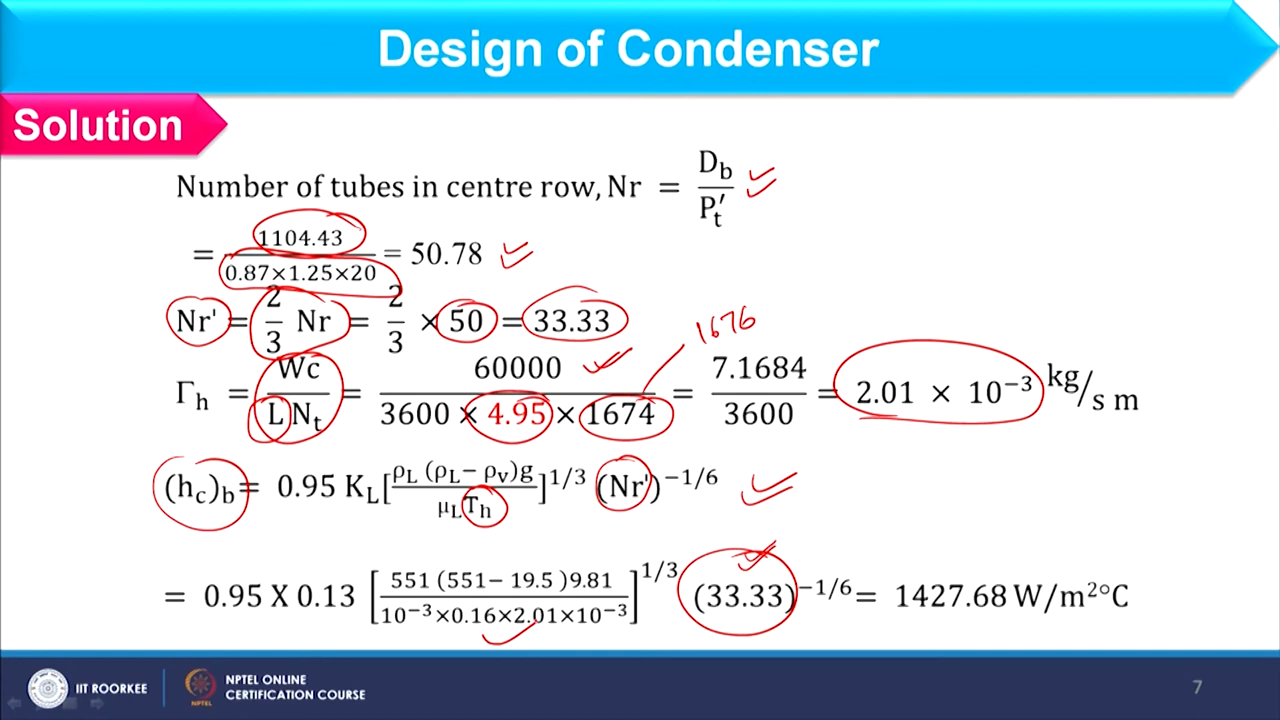 Design of Condenser
Solution
Number of tubes in centre row, Nr = D_b / P_t′
= 1104.43 / 0.87×1.25×20 = 50.78
Nr' = 2/3 Nr = 2/3 × 50 = 33.33
1676
Γ_h = Wc / L N_t = 60000 / 3600 × 4.95 × 1674 = 7.1684 / 3600 = 2.01 × 10^−3 kg/s m
(h_c)_b = 0.95 K_L[ρ_L (ρ_L− ρ_v)g / μ_L T_h]^1/3 (Nr')^−1/6
= 0.95 X 0.13 [551 (551− 19.5 )9.81 / 10^−3×0.16×2.01×10^−3]^1/3 (33.33)^−1/6 = 1427.68 W/m²°C
IIT ROORKEE
NPTEL ONLINE
CERTIFICATION COURSE
NPTEL
7